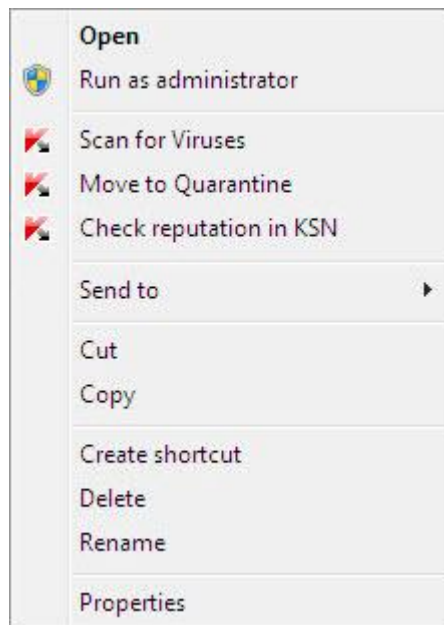 Open
Run as administrator
Scan for Viruses
Move to Quarantine
Check reputation in KSN
Send to
Cut
Copy
Create shortcut
Delete
Rename
Properties